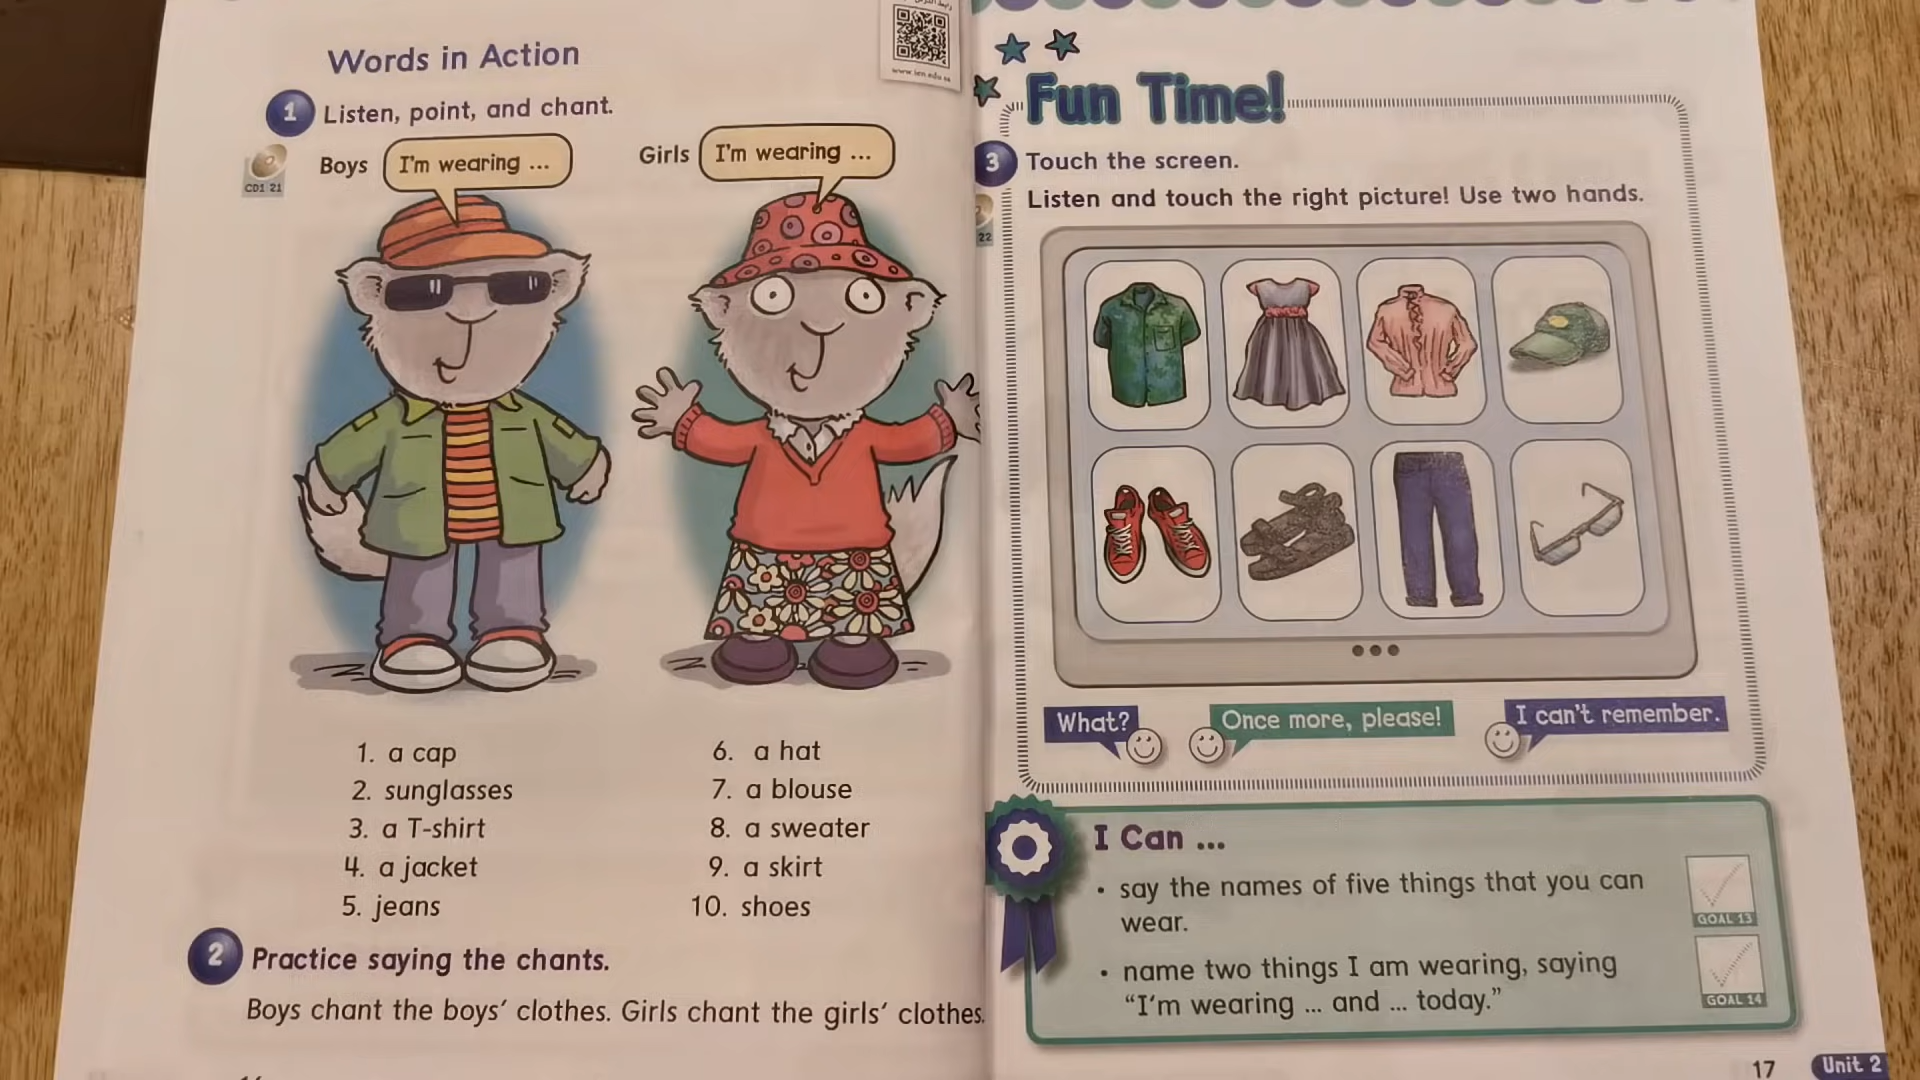 Words in Action
1 Listen, point, and chant.
CD1 21
Boys
I'm wearing ...
Girls
I'm wearing ...
1. a cap
2. sunglasses
3. a T-shirt
4. a jacket
5. jeans
6. a hat
7. a blouse
8. a sweater
9. a skirt
10. shoes
2 Practice saying the chants.
Boys chant the boys' clothes. Girls chant the girls' clothes.
www.ien.edu.sa
Fun Time!
3 Touch the screen.
22
Listen and touch the right picture! Use two hands.
What?
Once more, please!
I can't remember.
I Can ...
• say the names of five things that you can
wear.
GOAL 13
• name two things I am wearing, saying
“I'm wearing ... and ... today.”
GOAL 14
17 Unit 2